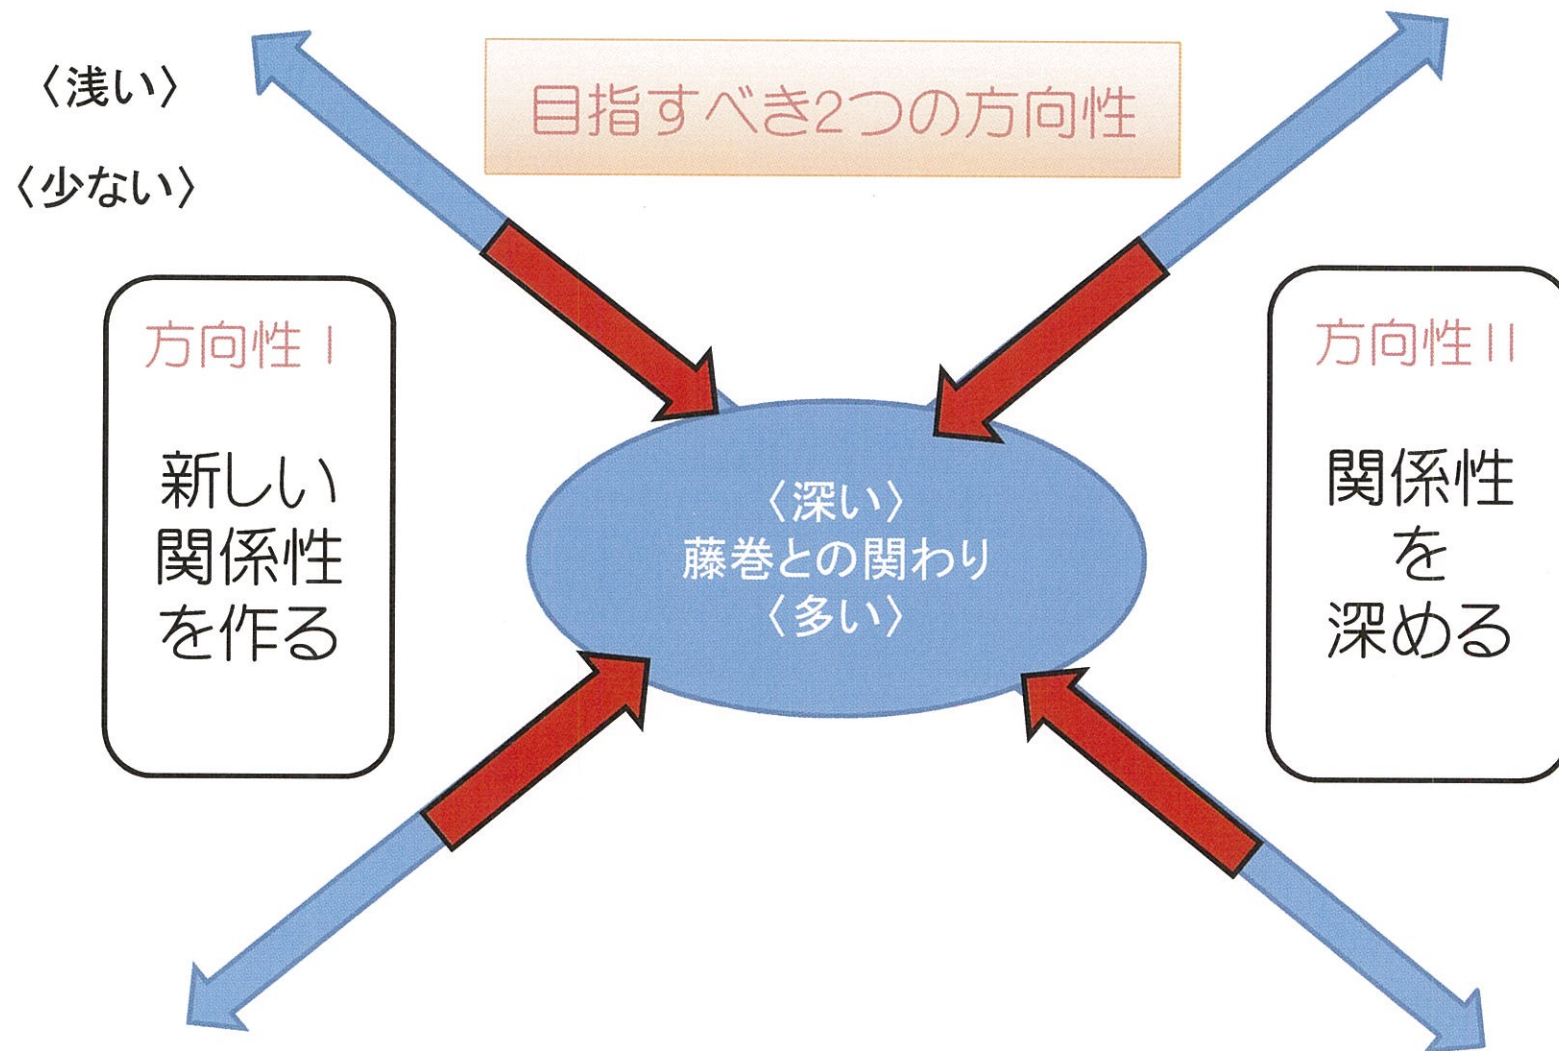 目指すべき2つの方向性
〈浅い〉
〈少ない〉
方向性Ⅰ
新しい
関係性
を作る
〈深い〉
藤巻との関わり
〈多い〉
方向性II
関係性
を
深める